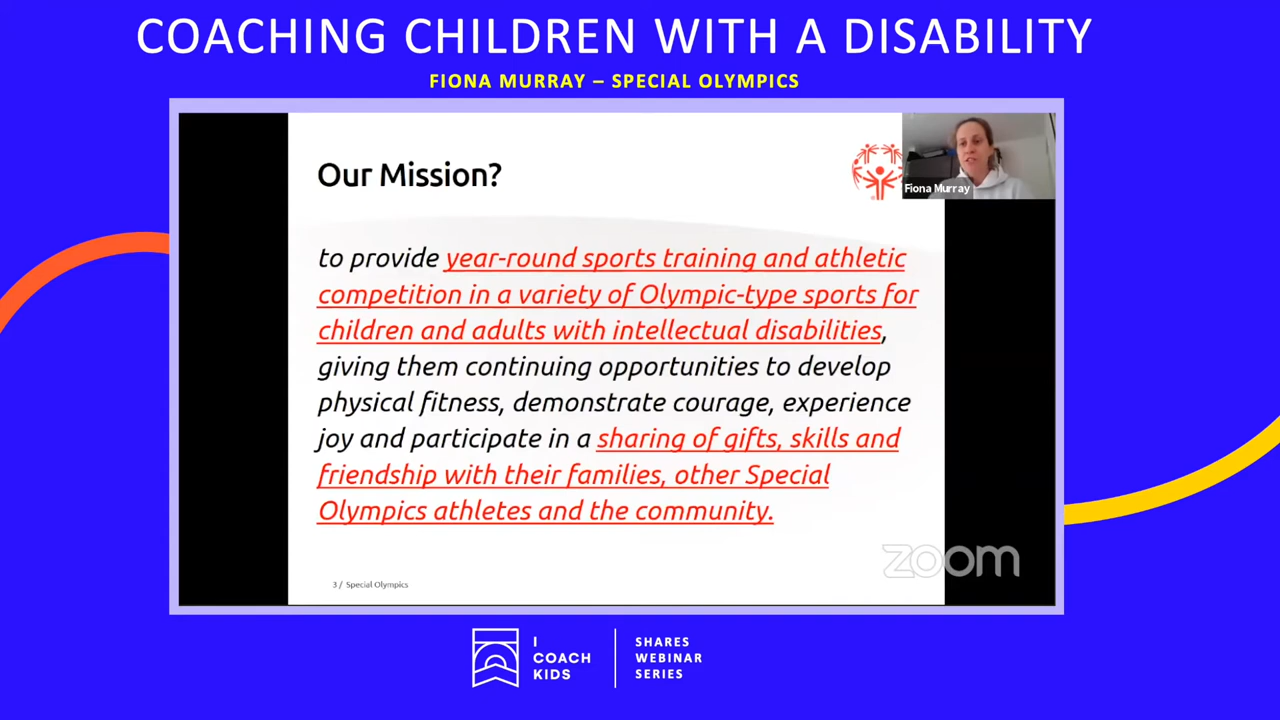 COACHING CHILDREN WITH A DISABILITY
FIONA MURRAY – SPECIAL OLYMPICS
Our Mission?
Fiona Murray
to provide year-round sports training and athletic
competition in a variety of Olympic-type sports for
children and adults with intellectual disabilities,
giving them continuing opportunities to develop
physical fitness, demonstrate courage, experience
joy and participate in a sharing of gifts, skills and
friendship with their families, other Special
Olympics athletes and the community.
3 / Special Olympics
zoom
I
COACH
KIDS
SHARES
WEBINAR
SERIES